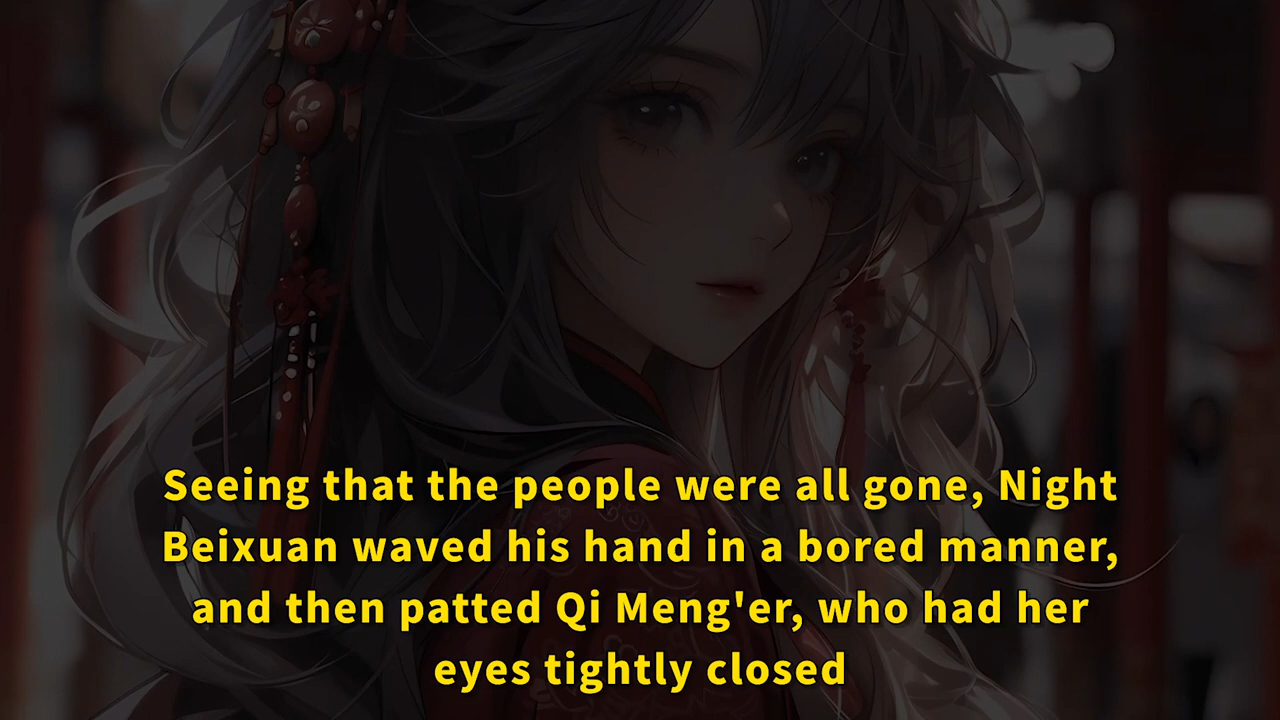 Seeing that the people were all gone, Night
Beixuan waved his hand in a bored manner,
and then patted Qi Meng'er, who had her
eyes tightly closed